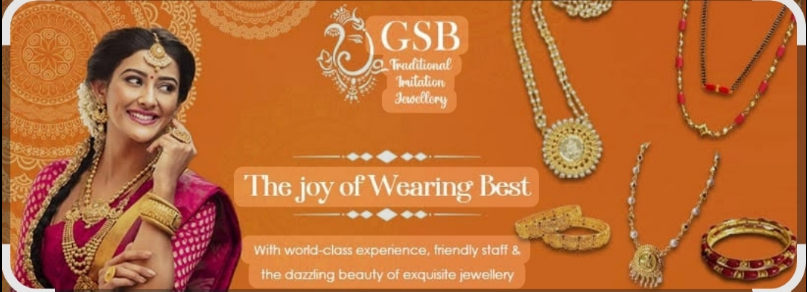 GSB
Traditional
Imitation
Jewellery
The joy of Wearing Best
With world-class experience, friendly staff &
the dazzling beauty of exquisite jewellery